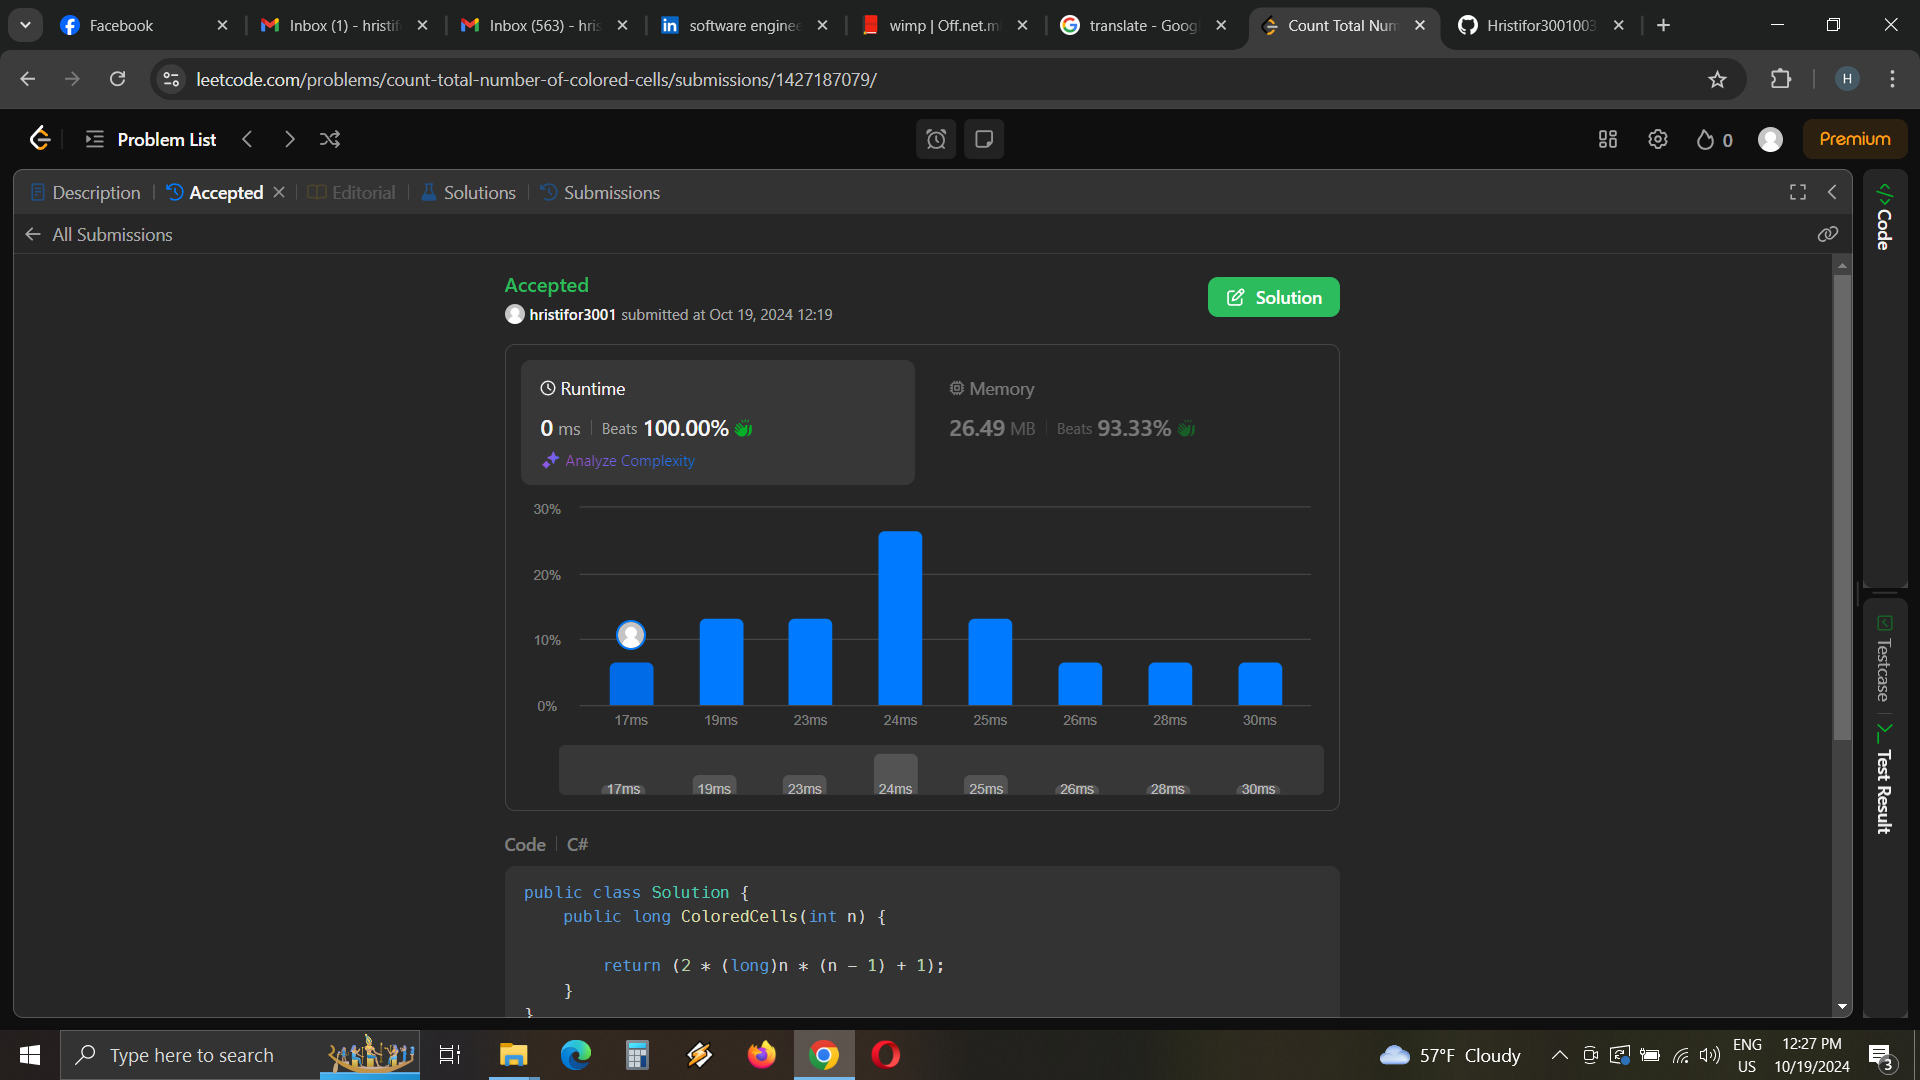 Facebook
Inbox (1) - hristif
Inbox (563) - hris
software enginee
wimp | Off.net.m
translate - Goog
Count Total Num
Hristifor3001003
leetcode.com/problems/count-total-number-of-colored-cells/submissions/1427187079/
H
Problem List
0
Premium
Description
Accepted
Editorial
Solutions
Submissions
All Submissions
Code
Accepted
hristifor3001 submitted at Oct 19, 2024 12:19
Solution
Runtime
0 ms | Beats 100.00%
Analyze Complexity
Memory
26.49 MB | Beats 93.33%
30%
20%
10%
0%
17ms 19ms 23ms 24ms 25ms 26ms 28ms 30ms
17ms 19ms 23ms 24ms 25ms 26ms 28ms 30ms
Testcase
Test Result
Code | C#
public class Solution {
public long ColoredCells(int n) {
return (2 * (long)n * (n - 1) + 1);
}
}
Type here to search
57°F Cloudy
ENG
US
12:27 PM
10/19/2024
3